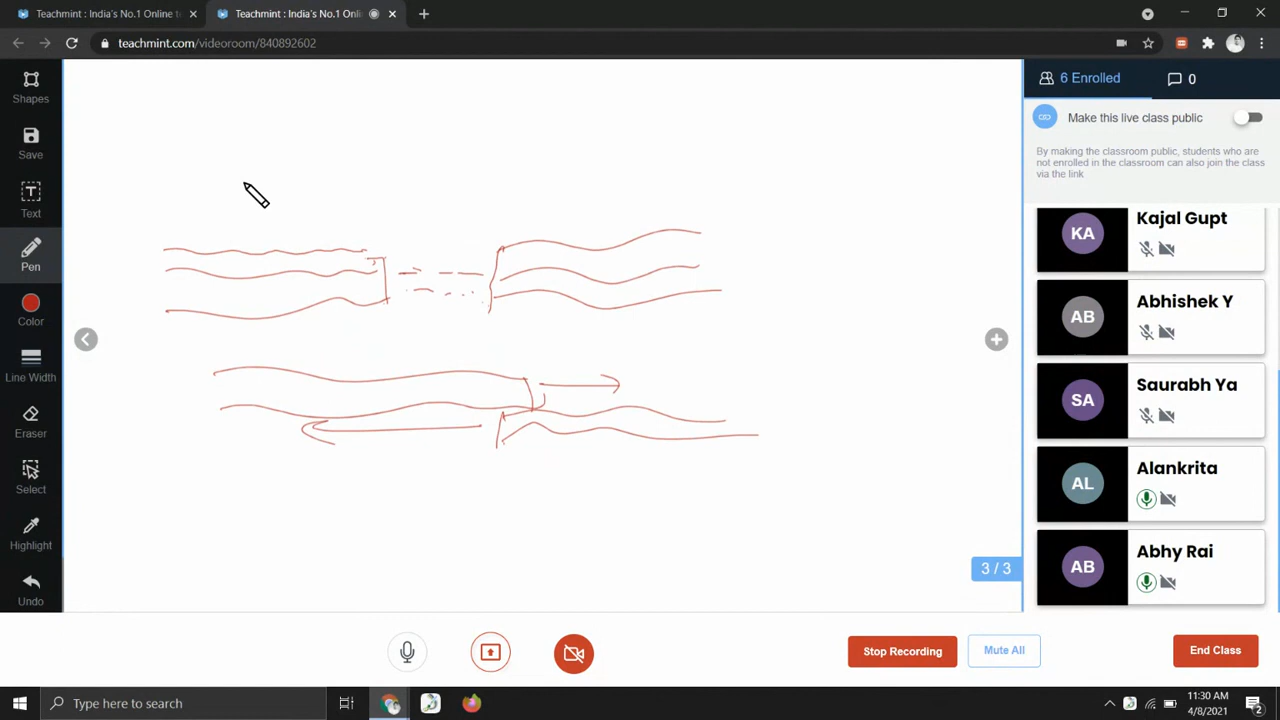 Teachmint : India's No.1 Online t
Teachmint : India's No.1 Onli
teachmint.com/videoroom/840892602
Shapes
Save
Text
Pen
Color
Line Width
Eraser
Select
Highlight
Undo
3 / 3
6 Enrolled
0
Make this live class public
By making the classroom public, students who are
not enrolled in the classroom can also join the class
via the link
KA
Kajal Gupt
AB
Abhishek Y
SA
Saurabh Ya
AL
Alankrita
AB
Abhy Rai
Stop Recording
Mute All
End Class
Type here to search
11:30 AM
4/8/2021
2